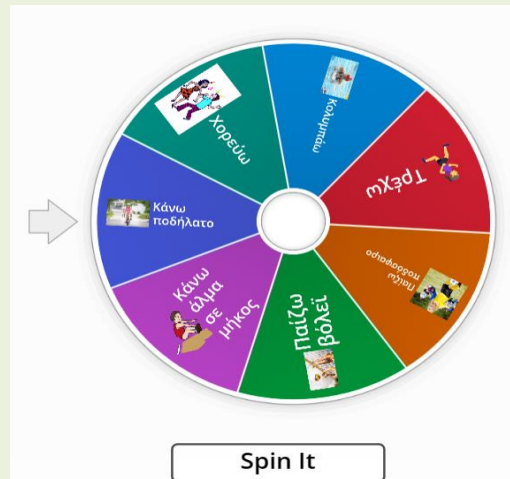 Χορεύω
Κολυμπάω
Τρέχω
Παίζω
ποδόσφαιρο
Παίζω
βόλεϊ
Κάνω
άλμα
σε
μήκος
Κάνω
ποδήλατο
Spin It